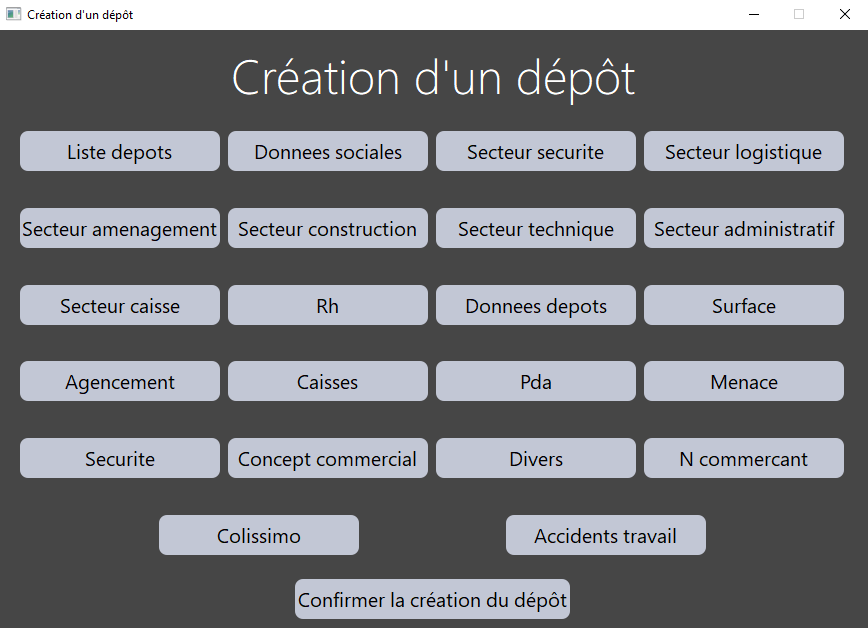 Création d'un dépôt
Création d'un dépôt
Liste depots
Donnees sociales
Secteur securite
Secteur logistique
Secteur amenagement
Secteur construction
Secteur technique
Secteur administratif
Secteur caisse
Rh
Donnees depots
Surface
Agencement
Caisses
Pda
Menace
Securite
Concept commercial
Divers
N commercant
Colissimo
Accidents travail
Confirmer la création du dépôt